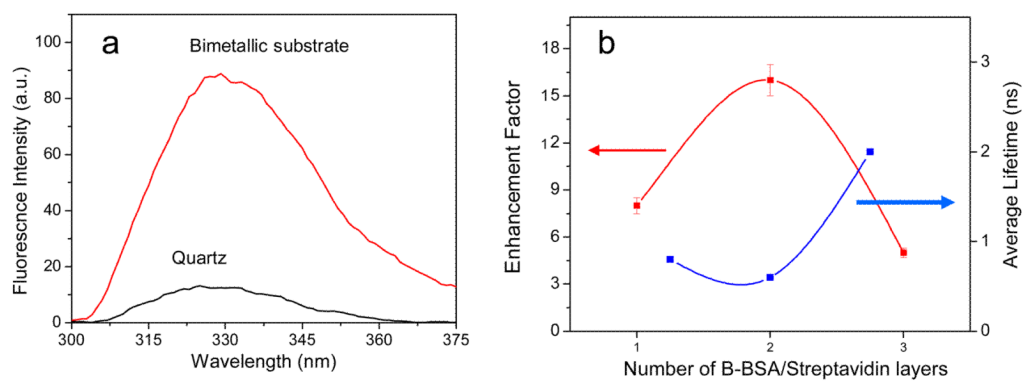 a
Bimetallic substrate
Quartz
Fluorescnce Intensity (a.u.)
100
80
60
40
20
0
300 315 330 345 360 375
Wavelength (nm)
b
Enhancement Factor
18
15
12
9
6
3
0
Average Lifetime (ns)
3
2
1
0
1 2 3
Number of B-BSA/Streptavidin layers